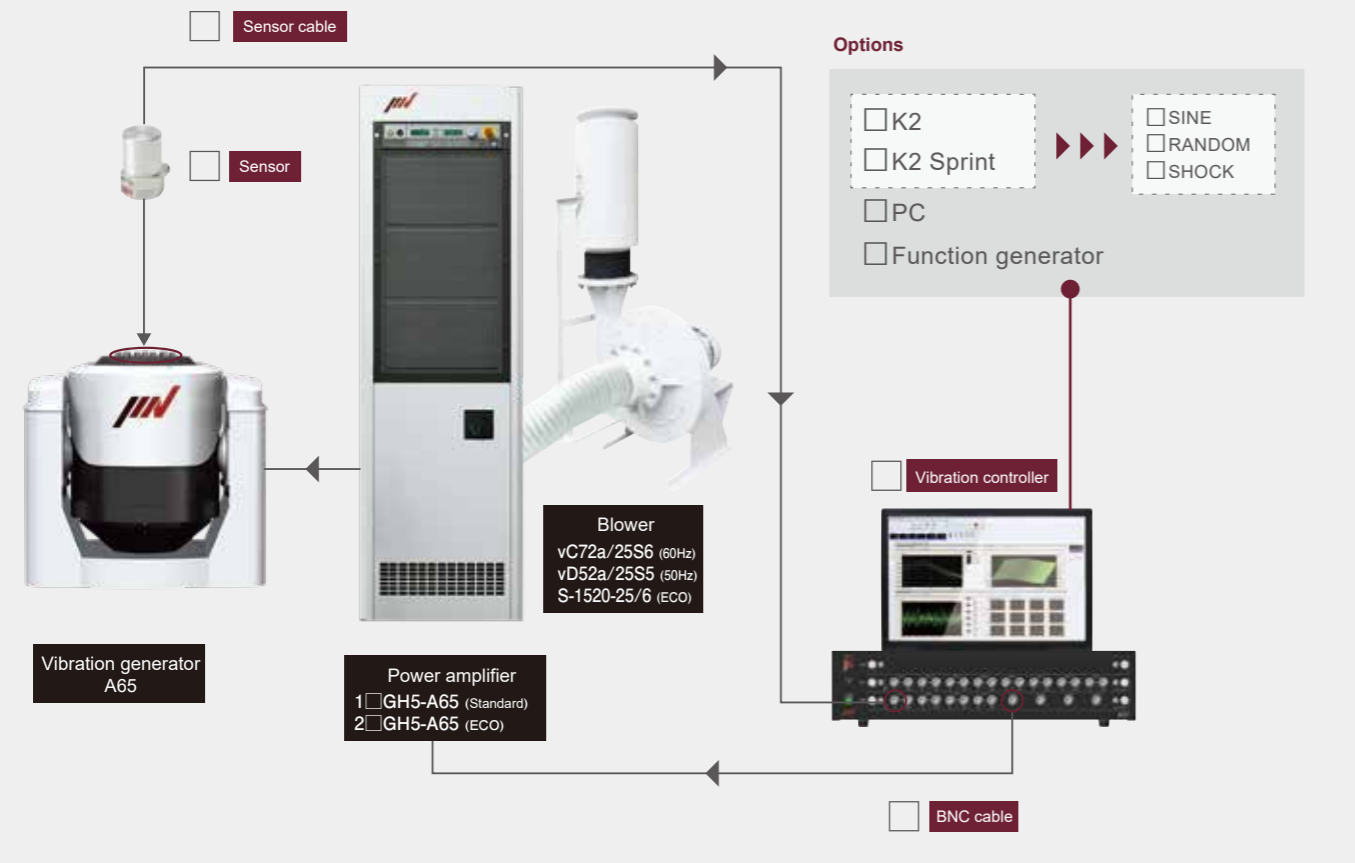 Sensor cable
Options
K2
K2 Sprint
SINE
RANDOM
SHOCK
PC
Function generator
Sensor
Vibration controller
Blower
vC72a/25S6 (60Hz)
vD52a/25S5 (50Hz)
S-1520-25/6 (ECO)
Vibration generator
A65
Power amplifier
1□GH5-A65 (Standard)
2□GH5-A65 (ECO)
BNC cable